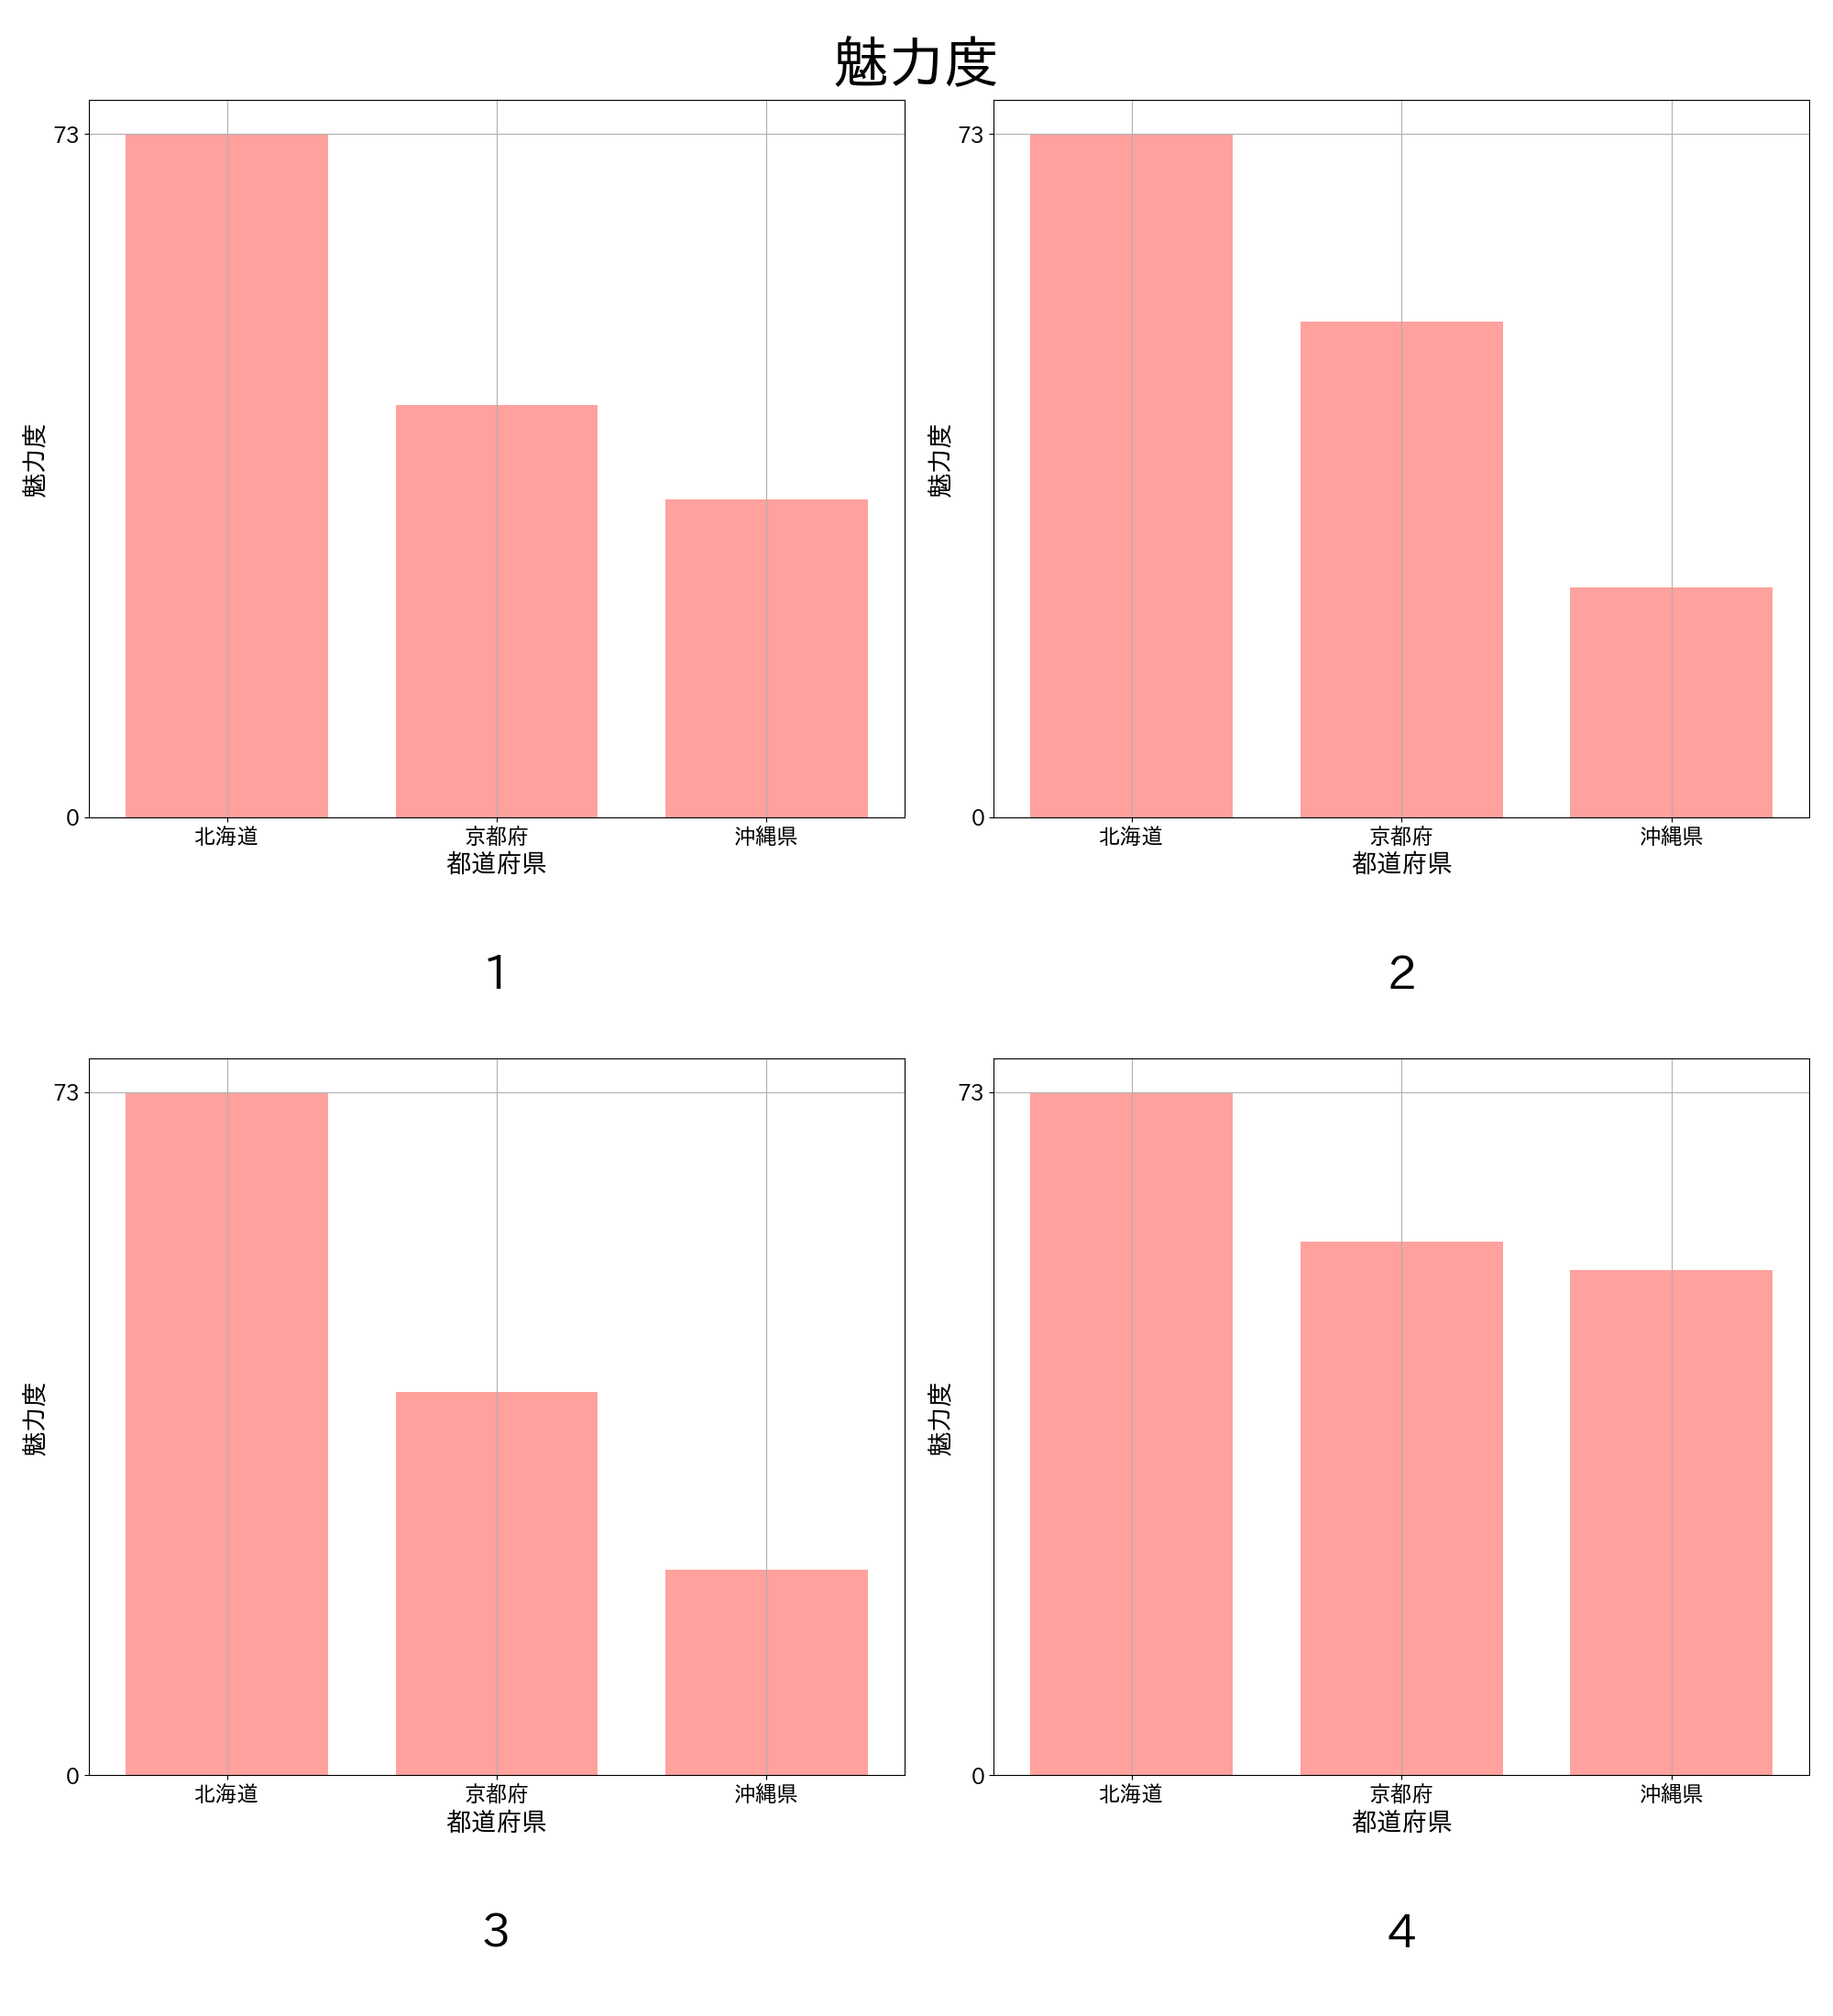 魅力度
73
0
魅力度
北海道 京都府 沖縄県
都道府県
1
73
0
魅力度
北海道 京都府 沖縄県
都道府県
2
73
0
魅力度
北海道 京都府 沖縄県
都道府県
3
73
0
魅力度
北海道 京都府 沖縄県
都道府県
4